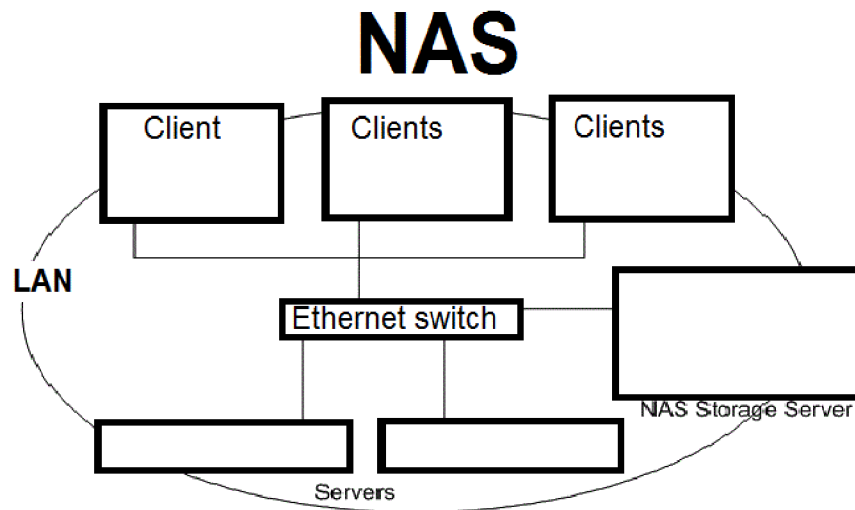 NAS
Client
Clients
Clients
LAN
Ethernet switch
NAS Storage Server
Servers